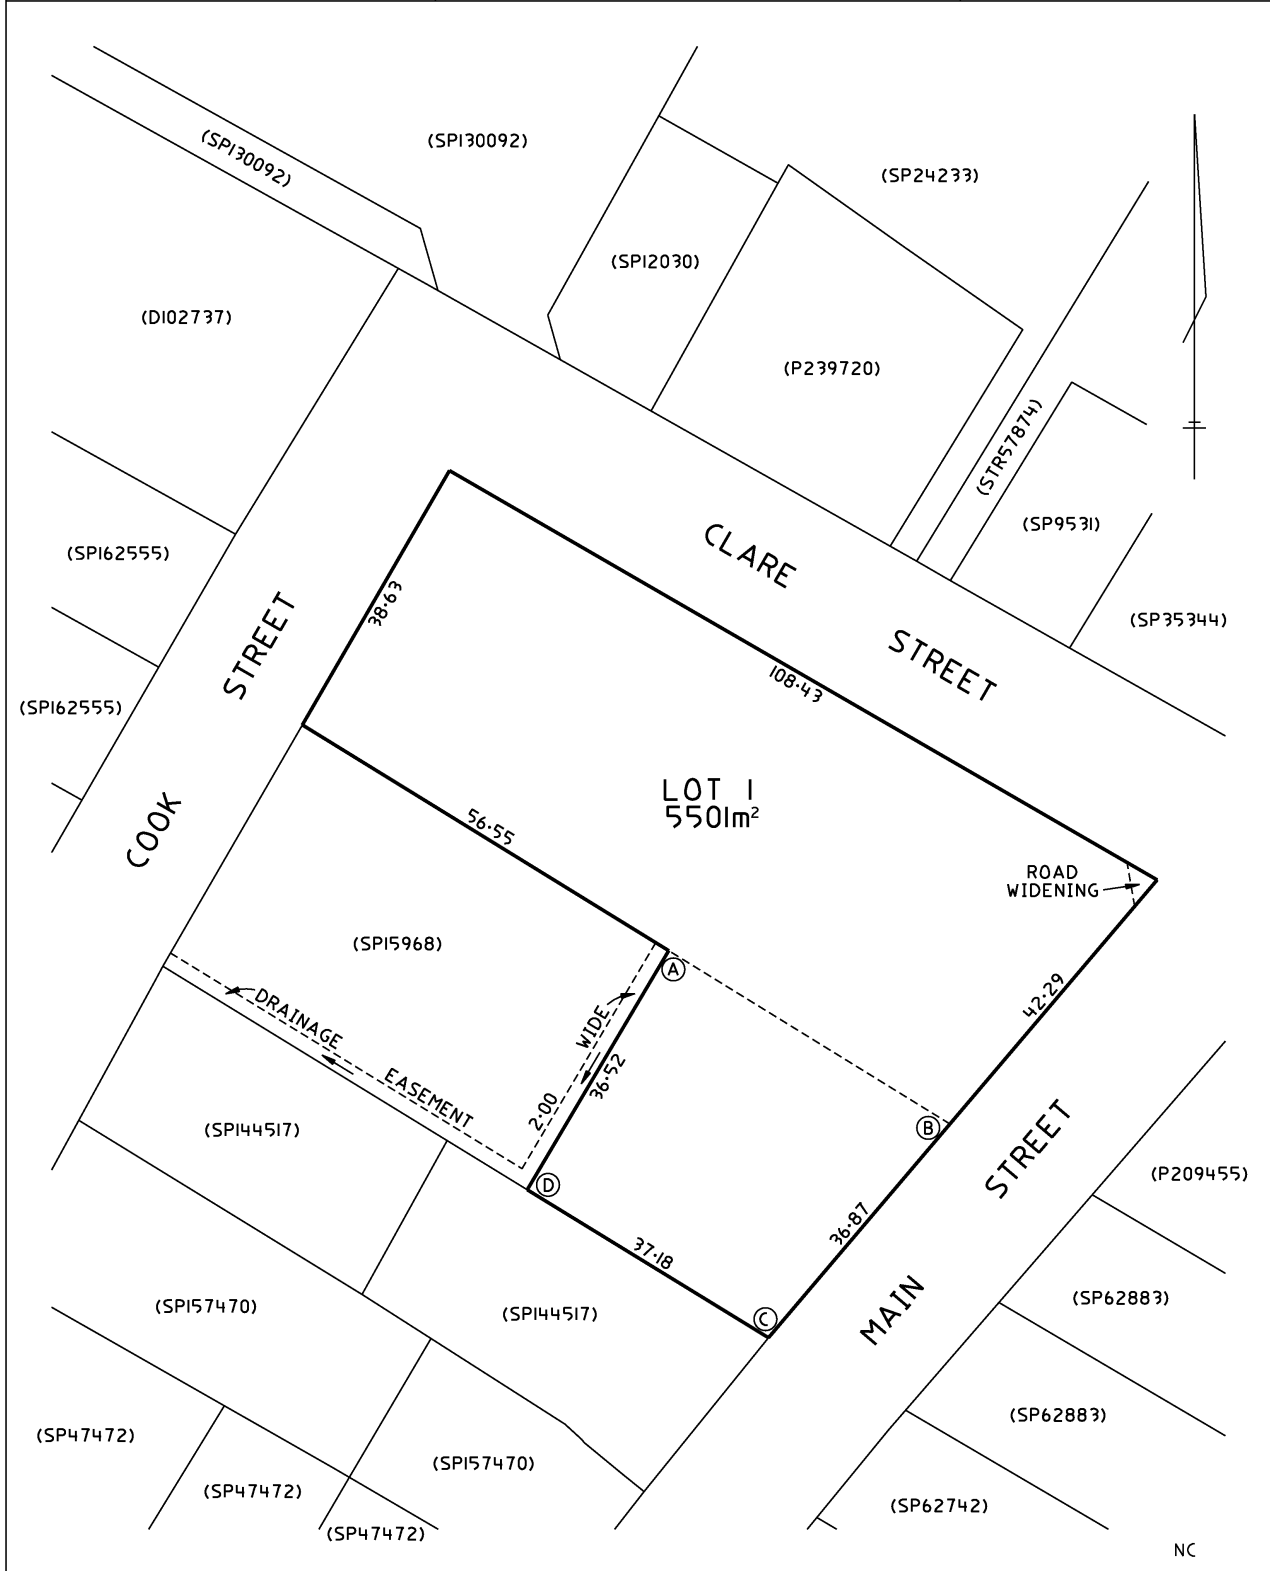 (SP130092)
(SP130092)
(SP24233)
(SP12030)
(D102737)
(P239720)
(STR57874)
(SP9531)
CLARE
STREET
(SP162555)
38·63
(SP35344)
STREET
108·43
(SP162555)
COOK
LOT 1
5501m²
56·55
ROAD
WIDENING
(SP15968)
A
42·29
DRAINAGE
EASEMENT
2·00
WIDE
36·52
B
(SP144517)
STREET
MAIN
(P209455)
D
36·87
37·18
C
(SP157470)
(SP144517)
(SP62883)
(SP62883)
(SP47472)
(SP157470)
(SP47472)
(SP62742)
(SP47472)
NC